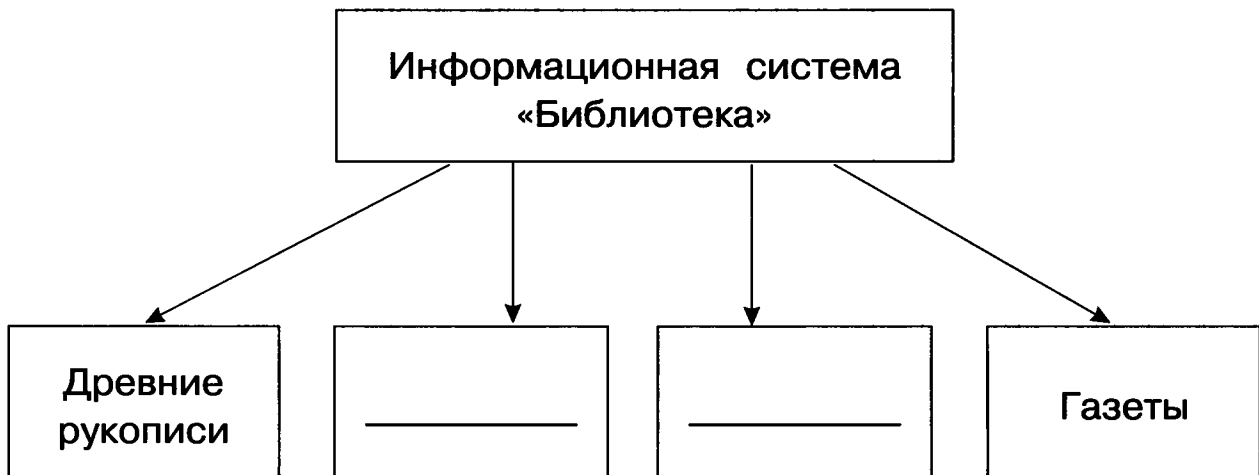 Информационная система
«Библиотека»
Древние
рукописи
Газеты